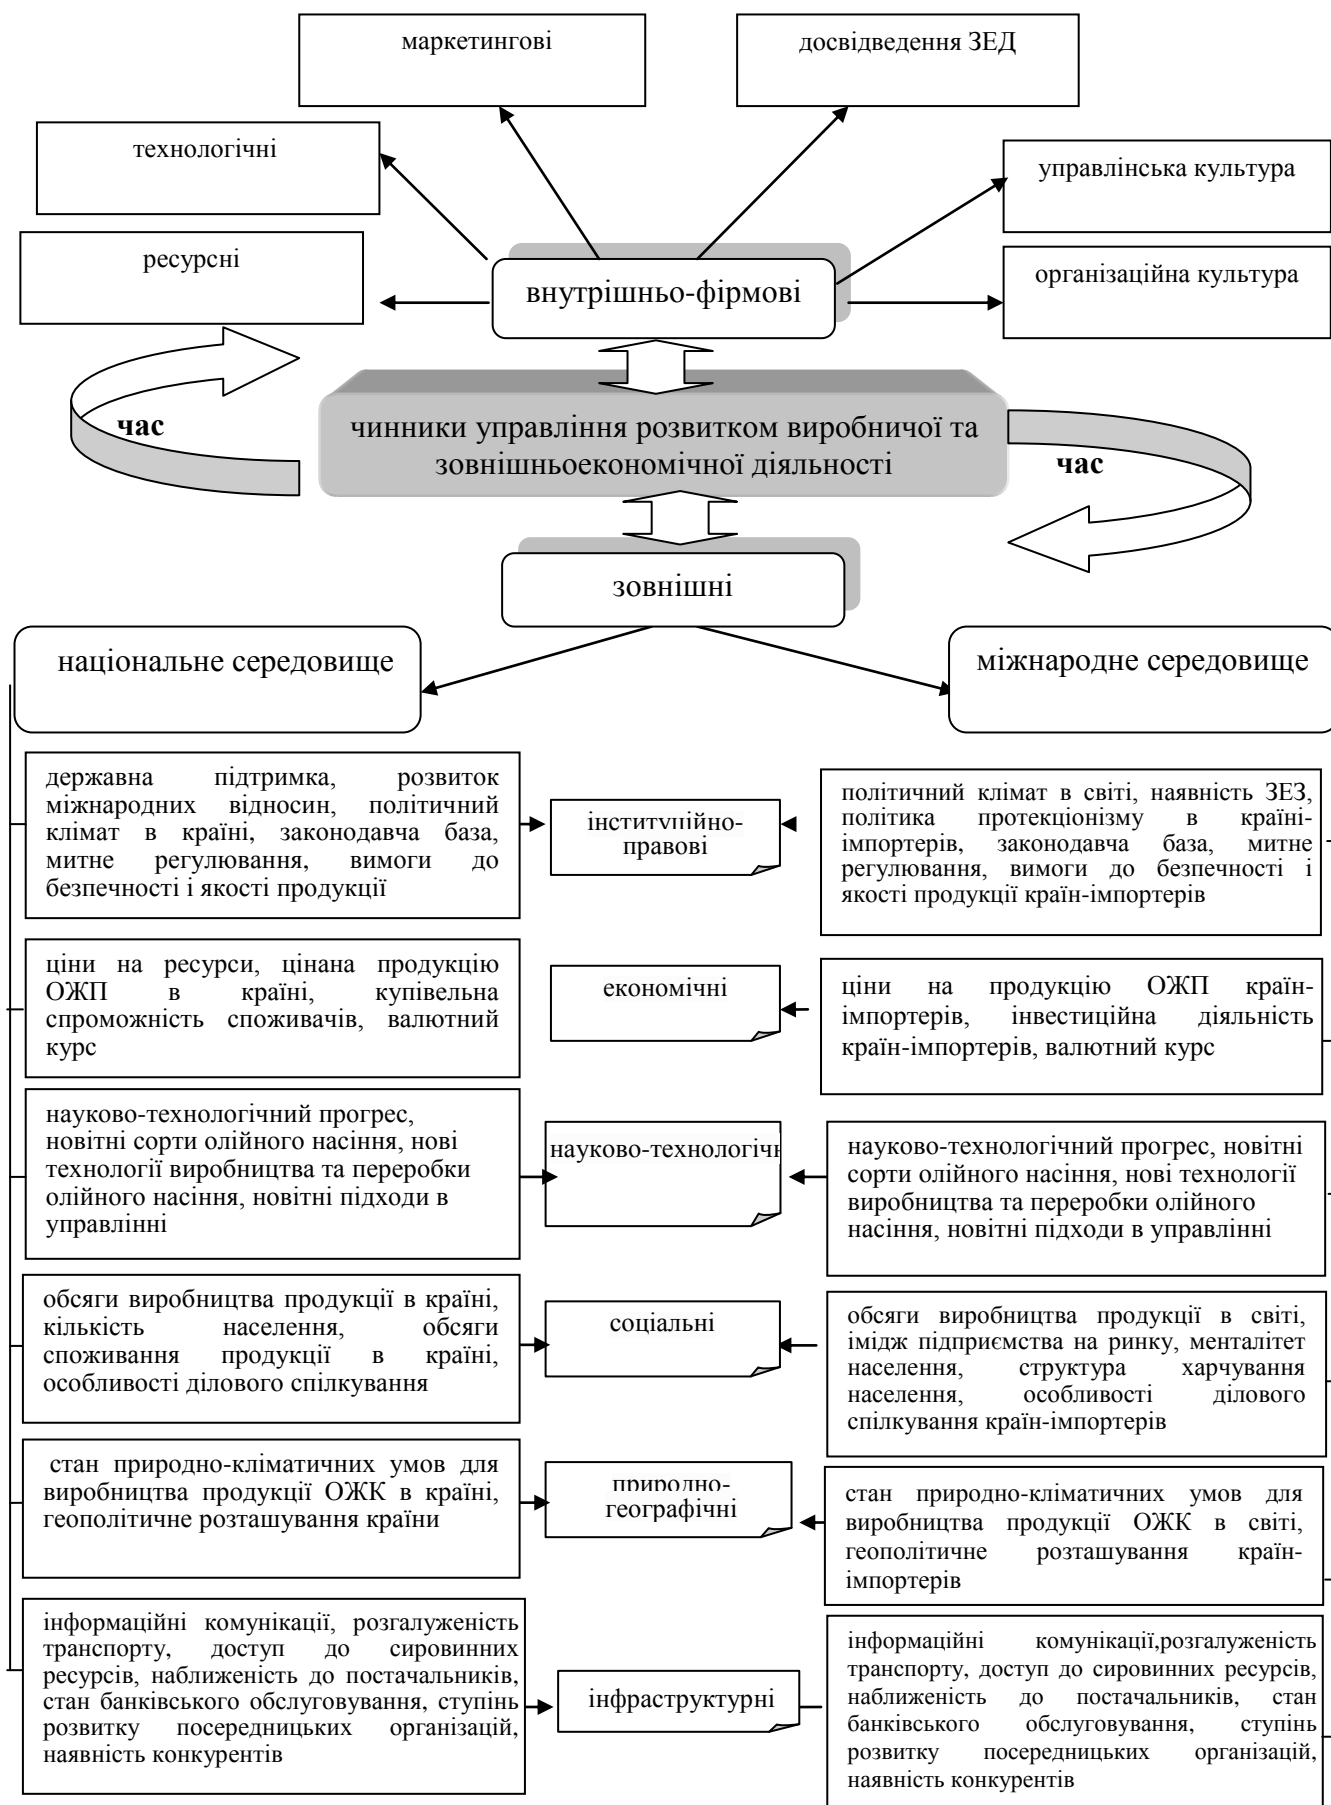 маркетингові
досвідведення ЗЕД
технологічні
управлінська культура
ресурсні
організаційна культура
внутрішньо-фірмові
час
чинники управління розвитком виробничої та
зовнішньоекономічної діяльності
час
зовнішні
національне середовище
міжнародне середовище
державна підтримка, розвиток
міжнародних відносин, політичний
клімат в країні, законодавча база,
митне регулювання, вимоги до
безпечності і якості продукції
інституційно-
правові
політичний клімат в світі, наявність ЗЕЗ,
політика протекціонізму в країні-
імпортерів, законодавча база, митне
регулювання, вимоги до безпечності і
якості продукції країн-імпортерів
ціни на ресурси, цінана продукцію
ОЖП в країні, купівельна
спроможність споживачів, валютний
курс
економічні
ціни на продукцію ОЖП країн-
імпортерів, інвестиційна діяльність
країн-імпортерів, валютний курс
науково-технологічний прогрес,
новітні сорти олійного насіння, нові
технології виробництва та переробки
олійного насіння, новітні підходи в
управлінні
науково-технологічн
науково-технологічний прогрес, новітні
сорти олійного насіння, нові технології
виробництва та переробки олійного
насіння, новітні підходи в управлінні
обсяги виробництва продукції в країні,
кількість населення, обсяги
споживання продукції в країні,
особливості ділового спілкування
соціальні
обсяги виробництва продукції в світі,
імідж підприємства на ринку, менталітет
населення, структура харчування
населення, особливості ділового
спілкування країн-імпортерів
стан природно-кліматичних умов для
виробництва продукції ОЖК в країні,
геополітичне розташування країни
природно-
географічні
стан природно-кліматичних умов для
виробництва продукції ОЖК в світі,
геополітичне розташування країн-
імпортерів
інформаційні комунікації, розгалуженість
транспорту, доступ до сировинних
ресурсів, наближеність до постачальників,
стан банківського обслуговування, ступінь
розвитку посередницьких організацій,
наявність конкурентів
інфраструктурні
інформаційні комунікації,розгалуженість
транспорту, доступ до сировинних ресурсів,
наближеність до постачальників, стан
банківського обслуговування, ступінь
розвитку посередницьких організацій,
наявність конкурентів